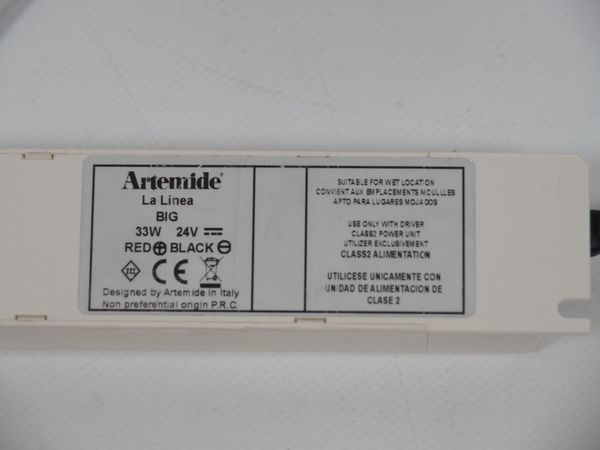 Artemide®
La Linea
BIG
33W 24V
RED BLACK
III
CE
Designed by Artemide in Italy
Non preferential origin P.R.C.
SUITABLE FOR WET LOCATION
CONVIENT AUX EMPLACEMENTS MCULLLES
APTO PARA LUGARES MOJADOS
USE ONLY WITH DRIVER
CLASS2 POWER UNIT
UTILIZER EXCLUSIVEMENT
CLASS2 ALIMENTATION
UTILICESE UNICAMENTE CON
UNIDAD DE ALIMENTACION DE
CLASE 2